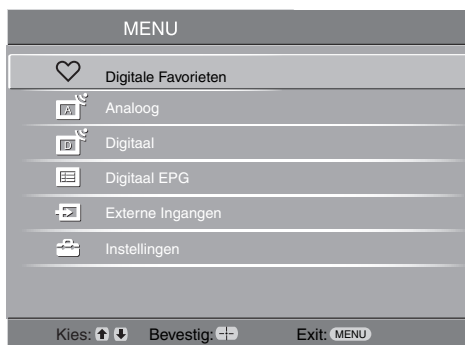 MENU
Digitale Favorieten
A Analoog
D Digitaal
Digitaal EPG
Externe Ingangen
Instellingen
Kies: Bevestig: Exit: MENU